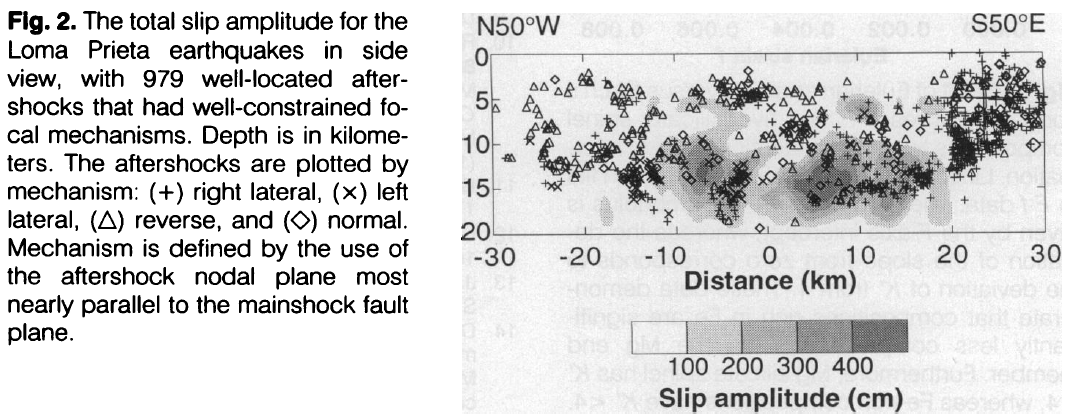 Fig. 2. The total slip amplitude for the
Loma Prieta earthquakes in side
view, with 979 well-located after-
shocks that had well-constrained fo-
cal mechanisms. Depth is in kilome-
ters. The aftershocks are plotted by
mechanism: (+) right lateral, (×) left
lateral, (△) reverse, and (◇) normal.
Mechanism is defined by the use of
the aftershock nodal plane most
nearly parallel to the mainshock fault
plane.
N50°W S50°E
0
5
10
15
20
-30 -20 -10 0 10 20 30
Distance (km)
100 200 300 400
Slip amplitude (cm)